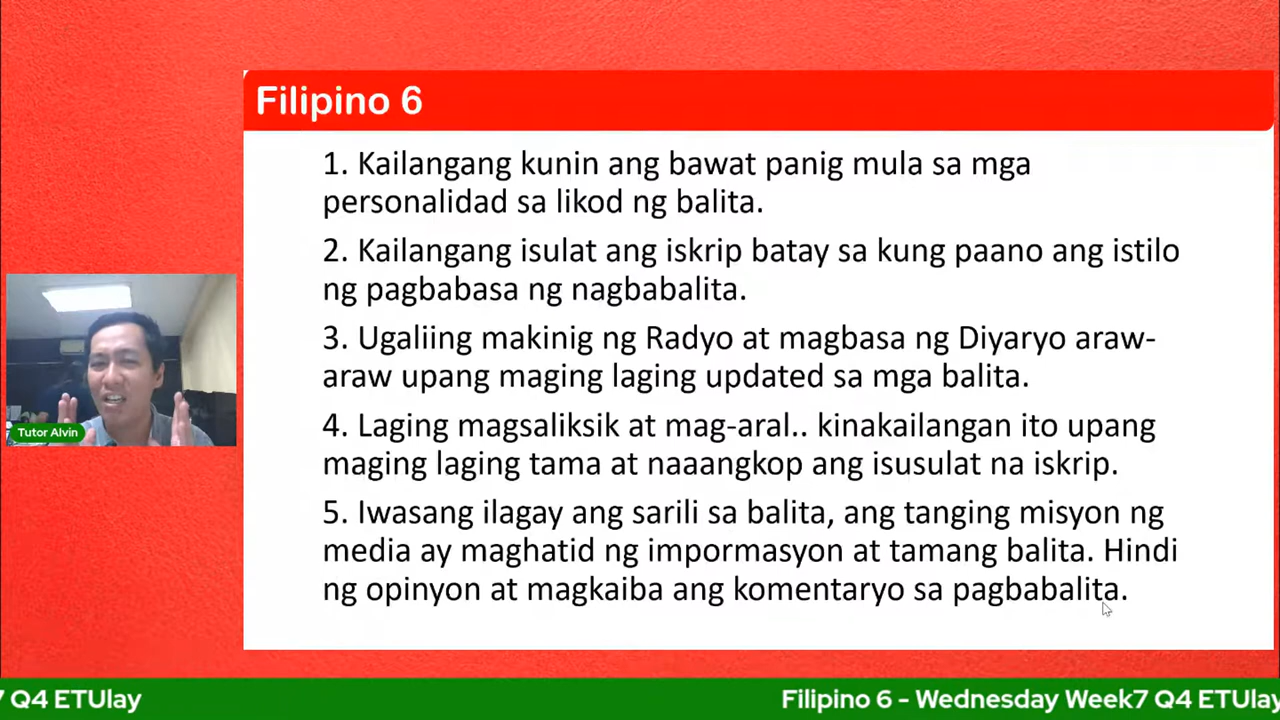 Filipino 6
1. Kailangang kunin ang bawat panig mula sa mga
personalidad sa likod ng balita.
2. Kailangang isulat ang iskrip batay sa kung paano ang istilo
ng pagbabasa ng nagbabalita.
3. Ugaliing makinig ng Radyo at magbasa ng Diyaryo araw-
araw upang maging laging updated sa mga balita.
4. Laging magsaliksik at mag-aral.. kinakailangan ito upang
maging laging tama at naaangkop ang isusulat na iskrip.
5. Iwasang ilagay ang sarili sa balita, ang tanging misyon ng
media ay maghatid ng impormasyon at tamang balita. Hindi
ng opinyon at magkaiba ang komentaryo sa pagbabalita.
Tutor Alvin
7 Q4 ETUlay
Filipino 6 - Wednesday Week7 Q4 ETUlay